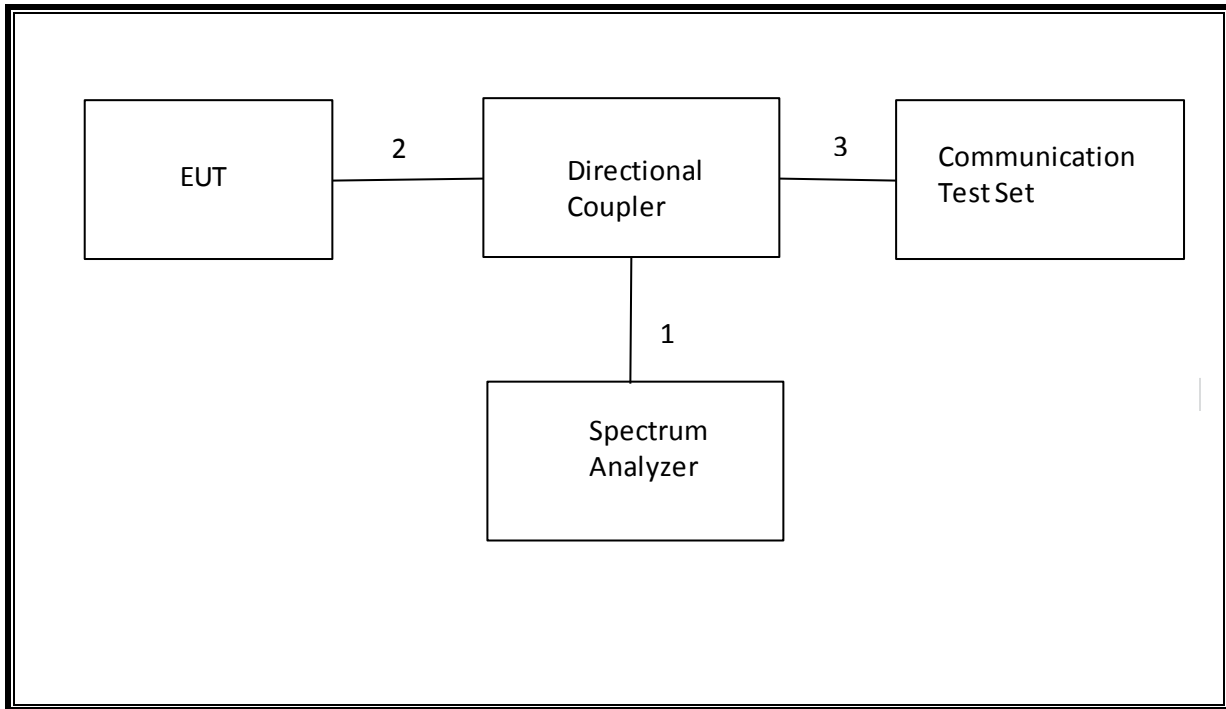 EUT
2
Directional
Coupler
3
Communication
Test Set
1
Spectrum
Analyzer